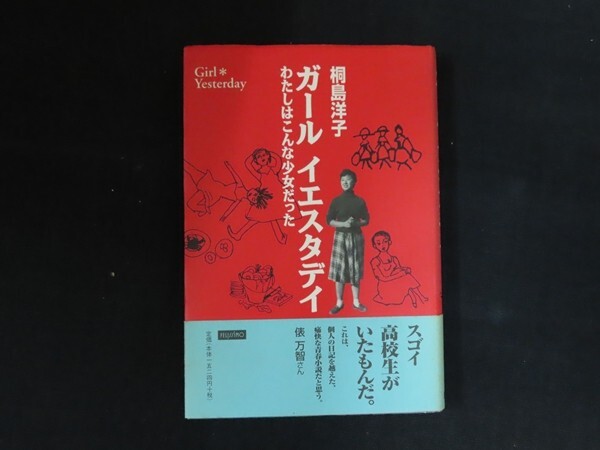 Girl*
Yesterday
桐島洋子
ガール イエスタデイ
わたしはこんな少女だった
スゴイ
高校生が
いたもんだ。
これは、
個人の日記を越えた、
痛快な青春小説だと思う。
俵 万智さん